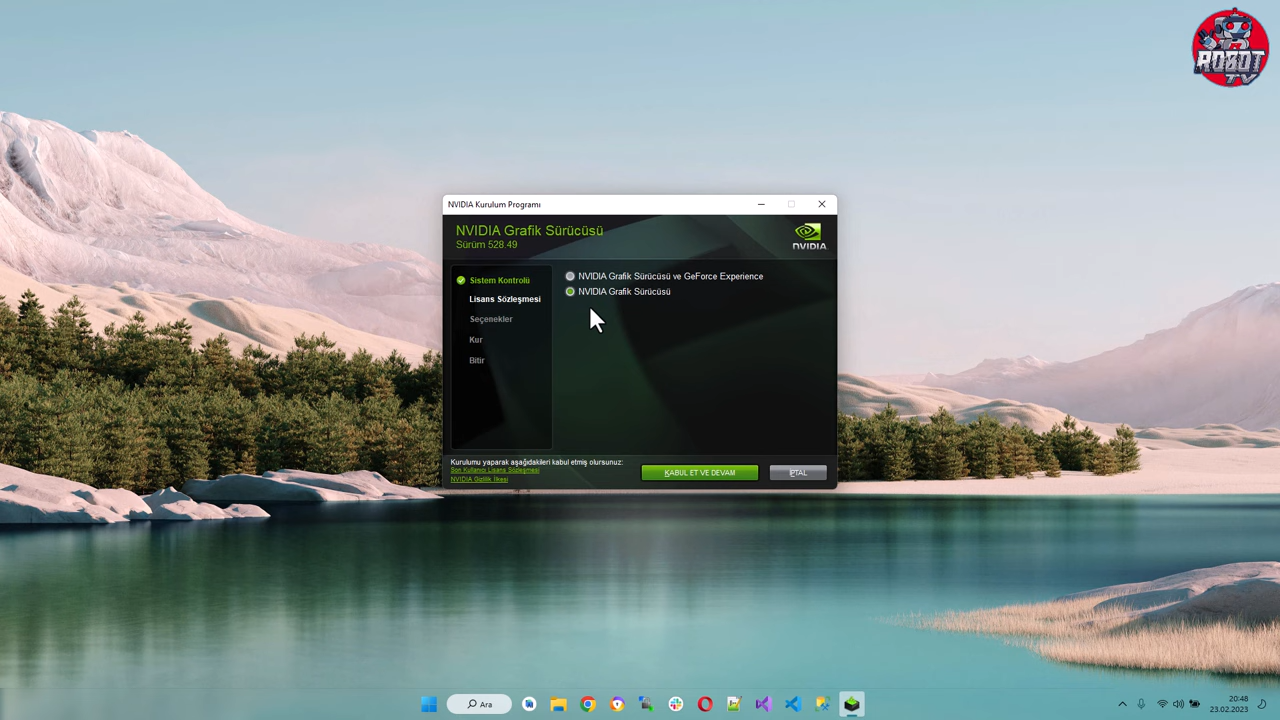 ROBOT
TV
NVIDIA Kurulum Programı
NVIDIA Grafik Sürücüsü
Sürüm 528.49
NVIDIA.
Sistem Kontrolü
Lisans Sözleşmesi
Seçenekler
Kur
Bitir
NVIDIA Grafik Sürücüsü ve GeForce Experience
NVIDIA Grafik Sürücüsü
Kurulumu yaparak aşağıdakileri kabul etmiş olursunuz:
Son Kullanıcı Lisans Sözleşmesi
NVIDIA Gizlilik İlkesi
KABUL ET VE DEVAM
İPTAL
Ara
20:48
23.02.2023